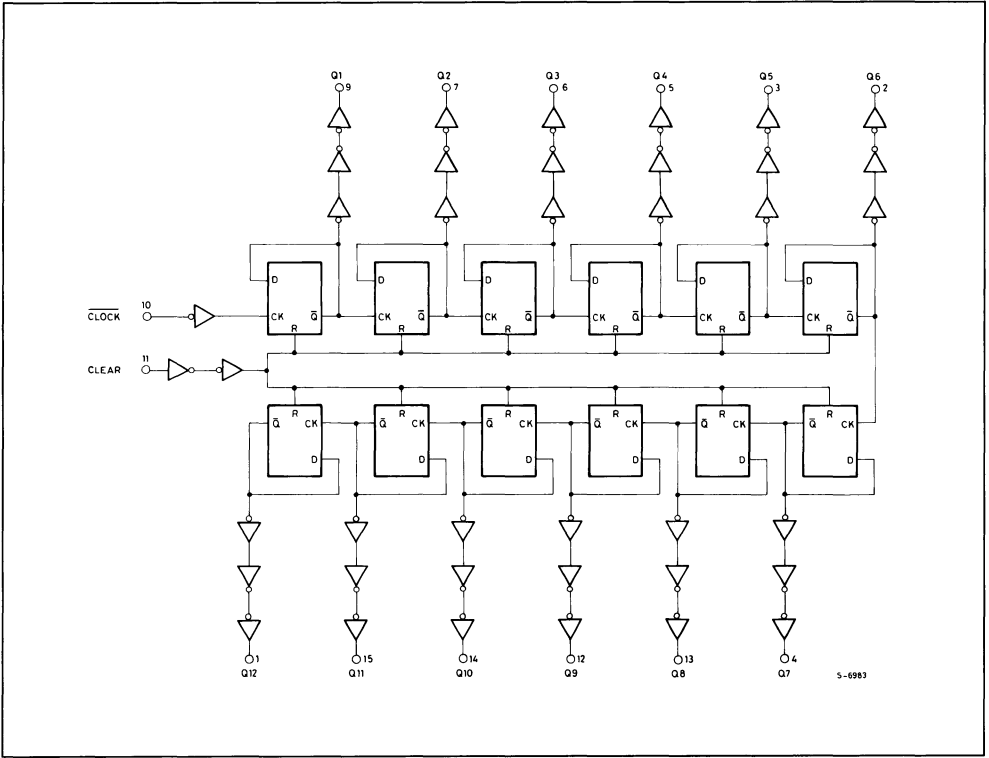 Q1 Q2 Q3 Q4 Q5 Q6
9 7 6 5 3 2
D D D D D D
C̅L̅O̅C̅K̅ 10 CK Q̅ CK Q̅ CK Q̅ CK Q̅ CK Q̅ CK Q̅
R R R R R R
CLEAR 11
R R R R R R
Q̅ CK Q̅ CK Q̅ CK Q̅ CK Q̅ CK Q̅ CK
D D D D D D
1 15 14 12 13 4
Q12 Q11 Q10 Q9 Q8 Q7
S-6983